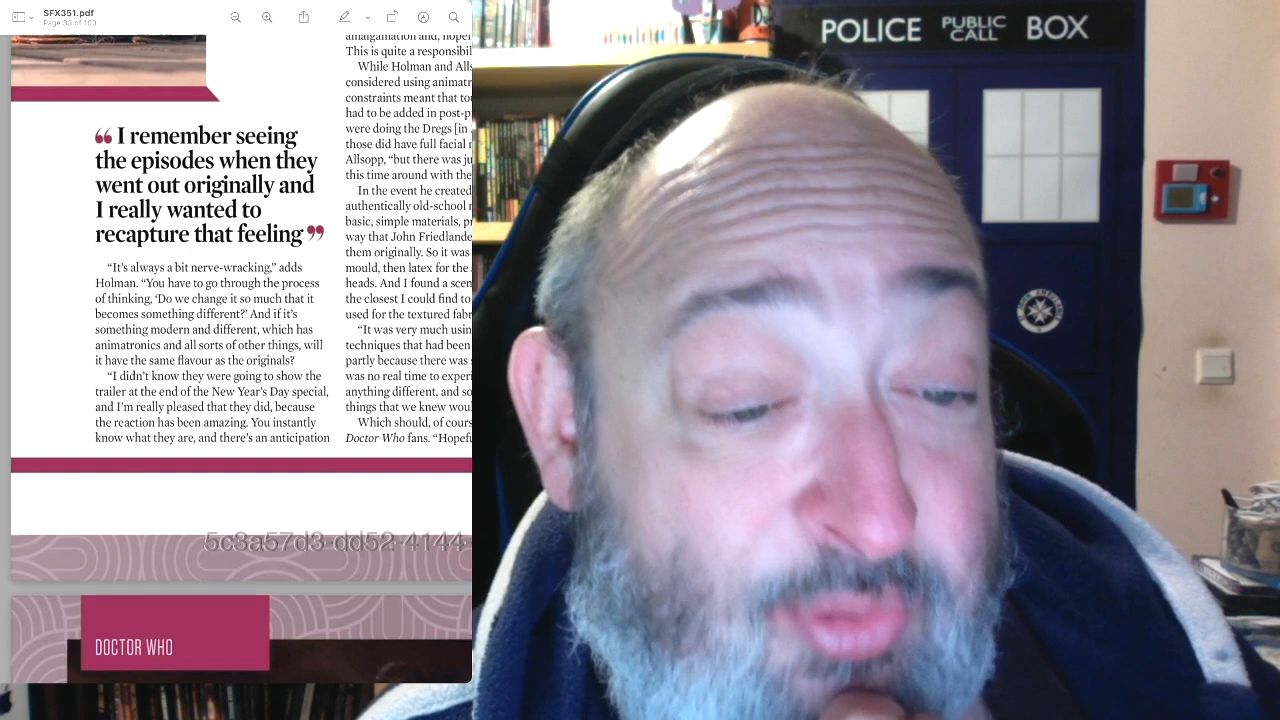 SFX351.pdf
Page 33 of 100
❝ I remember seeing
the episodes when they
went out originally and
I really wanted to
recapture that feeling ❞
“It’s always a bit nerve-wracking,” adds
Holman. “You have to go through the process
of thinking, ‘Do we change it so much that it
becomes something different?’ And if it’s
something modern and different, which has
animatronics and all sorts of other things, will
it have the same flavour as the originals?
“I didn’t know they were going to show the
trailer at the end of the New Year’s Day special,
and I’m really pleased that they did, because
the reaction has been amazing. You instantly
know what they are, and there’s an anticipation
amalgamation and, hopef
This is quite a responsibil
While Holman and Alls
considered using animatr
constraints meant that tou
had to be added in post-pr
were doing the Dregs [in
those did have full facial m
Allsopp, “but there was ju
this time around with the
In the event he created
authentically old-school m
basic, simple materials, pr
way that John Friedlande
them originally. So it was
mould, then latex for the
heads. And I found a scen
the closest I could find to
used for the textured fabr
“It was very much usin
techniques that had been
partly because there was
was no real time to experi
anything different, and so
things that we knew woul
Which should, of cours
Doctor Who fans. “Hopefu
5c3a57d3-dd52-4144-
DOCTOR WHO
POLICE PUBLIC CALL BOX